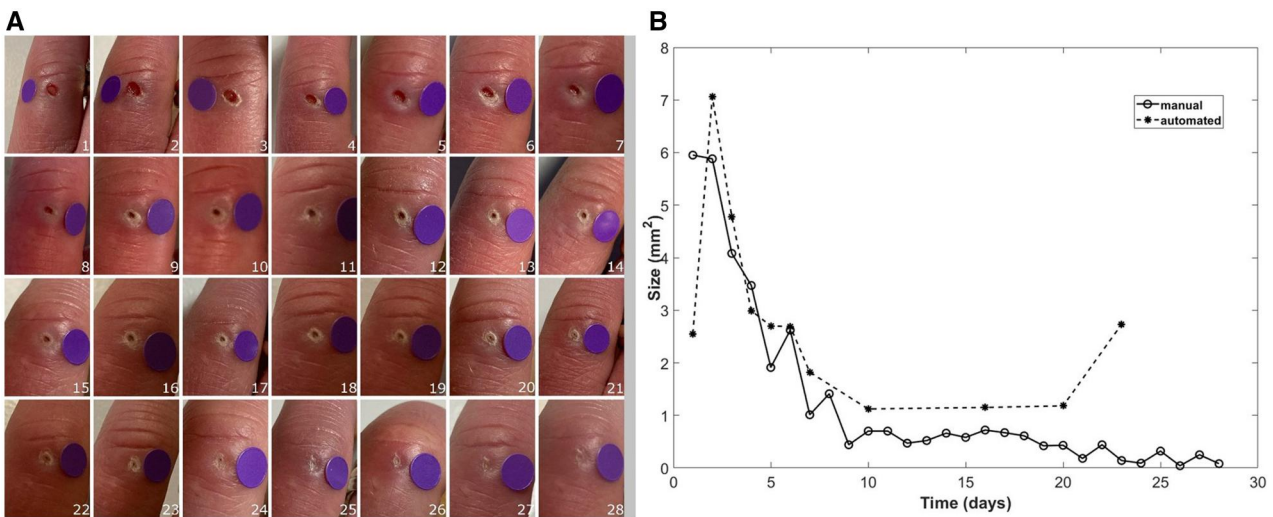 A
1 2 3 4 5 6 7
8 9 10 11 12 13 14
15 16 17 18 19 20 21
22 23 24 25 26 27 28
B
8
7
6
5
4
3
2
1
0
Size (mm²)
manual
automated
0 5 10 15 20 25 30
Time (days)